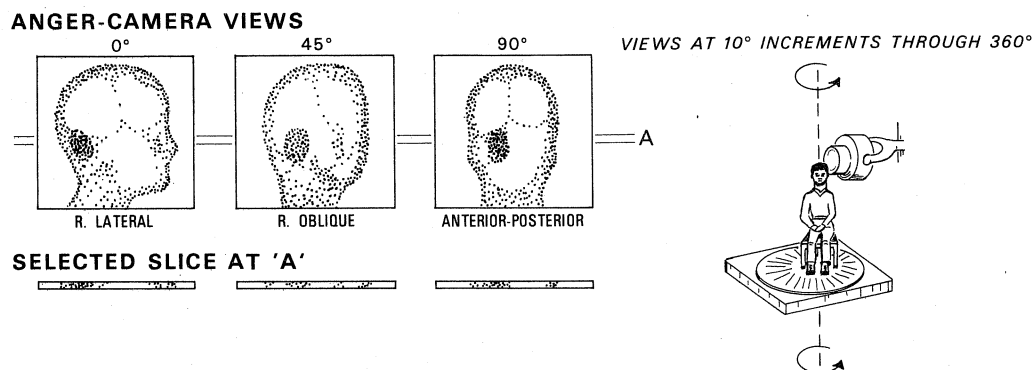 ANGER-CAMERA VIEWS
0° 45° 90°
VIEWS AT 10° INCREMENTS THROUGH 360°
A
R. LATERAL R. OBLIQUE ANTERIOR-POSTERIOR
SELECTED SLICE AT 'A'